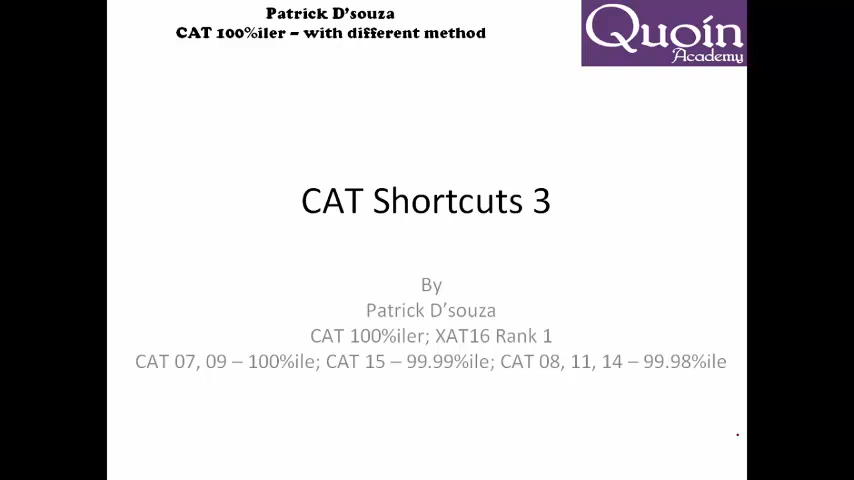 Patrick D'souza
CAT 100%iler – with different method
Quoín
Academy
CAT Shortcuts 3
By
Patrick D'souza
CAT 100%iler; XAT16 Rank 1
CAT 07, 09 – 100%ile; CAT 15 – 99.99%ile; CAT 08, 11, 14 – 99.98%ile